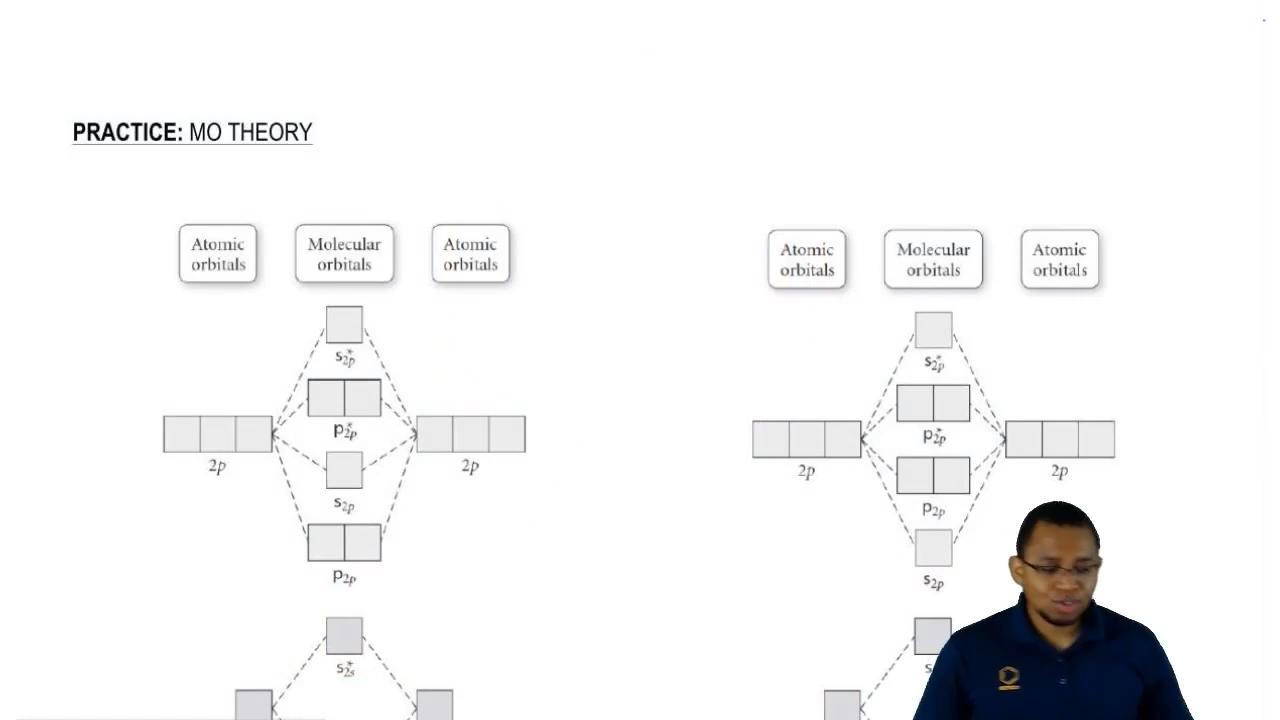 PRACTICE: MO THEORY
Atomic orbitals
Molecular orbitals
Atomic orbitals
s*2p
p*2p
2p
2p
s2p
p2p
s*2s
Atomic orbitals
Molecular orbitals
Atomic orbitals
s*2p
p*2p
2p
2p
p2p
s2p
s